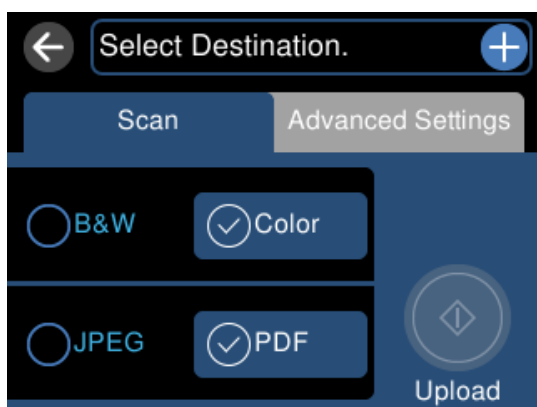 Select Destination.
Scan
Advanced Settings
B&W
Color
JPEG
PDF
Upload